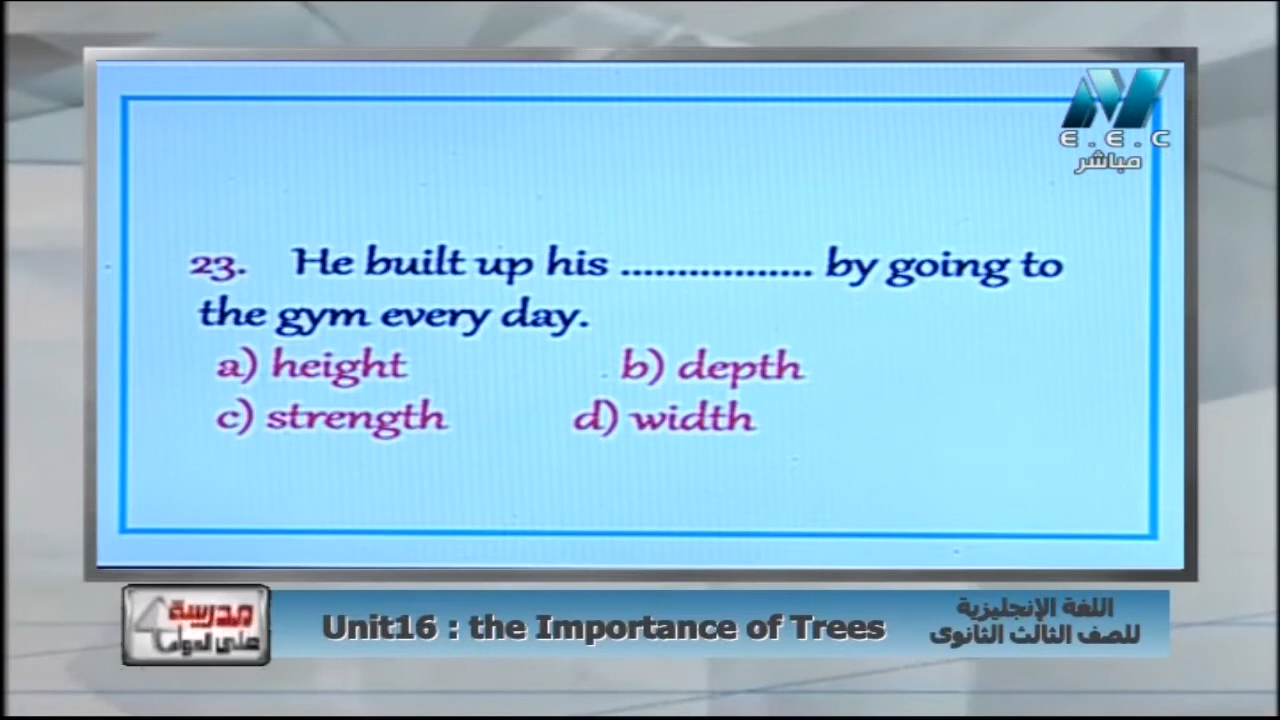 E . E . C
مباشر
23. He built up his ................. by going to
the gym every day.
a) height b) depth
c) strength d) width
مدرسة
على الهواء
Unit16 : the Importance of Trees
اللغة الإنجليزية
للصف الثالث الثانوى